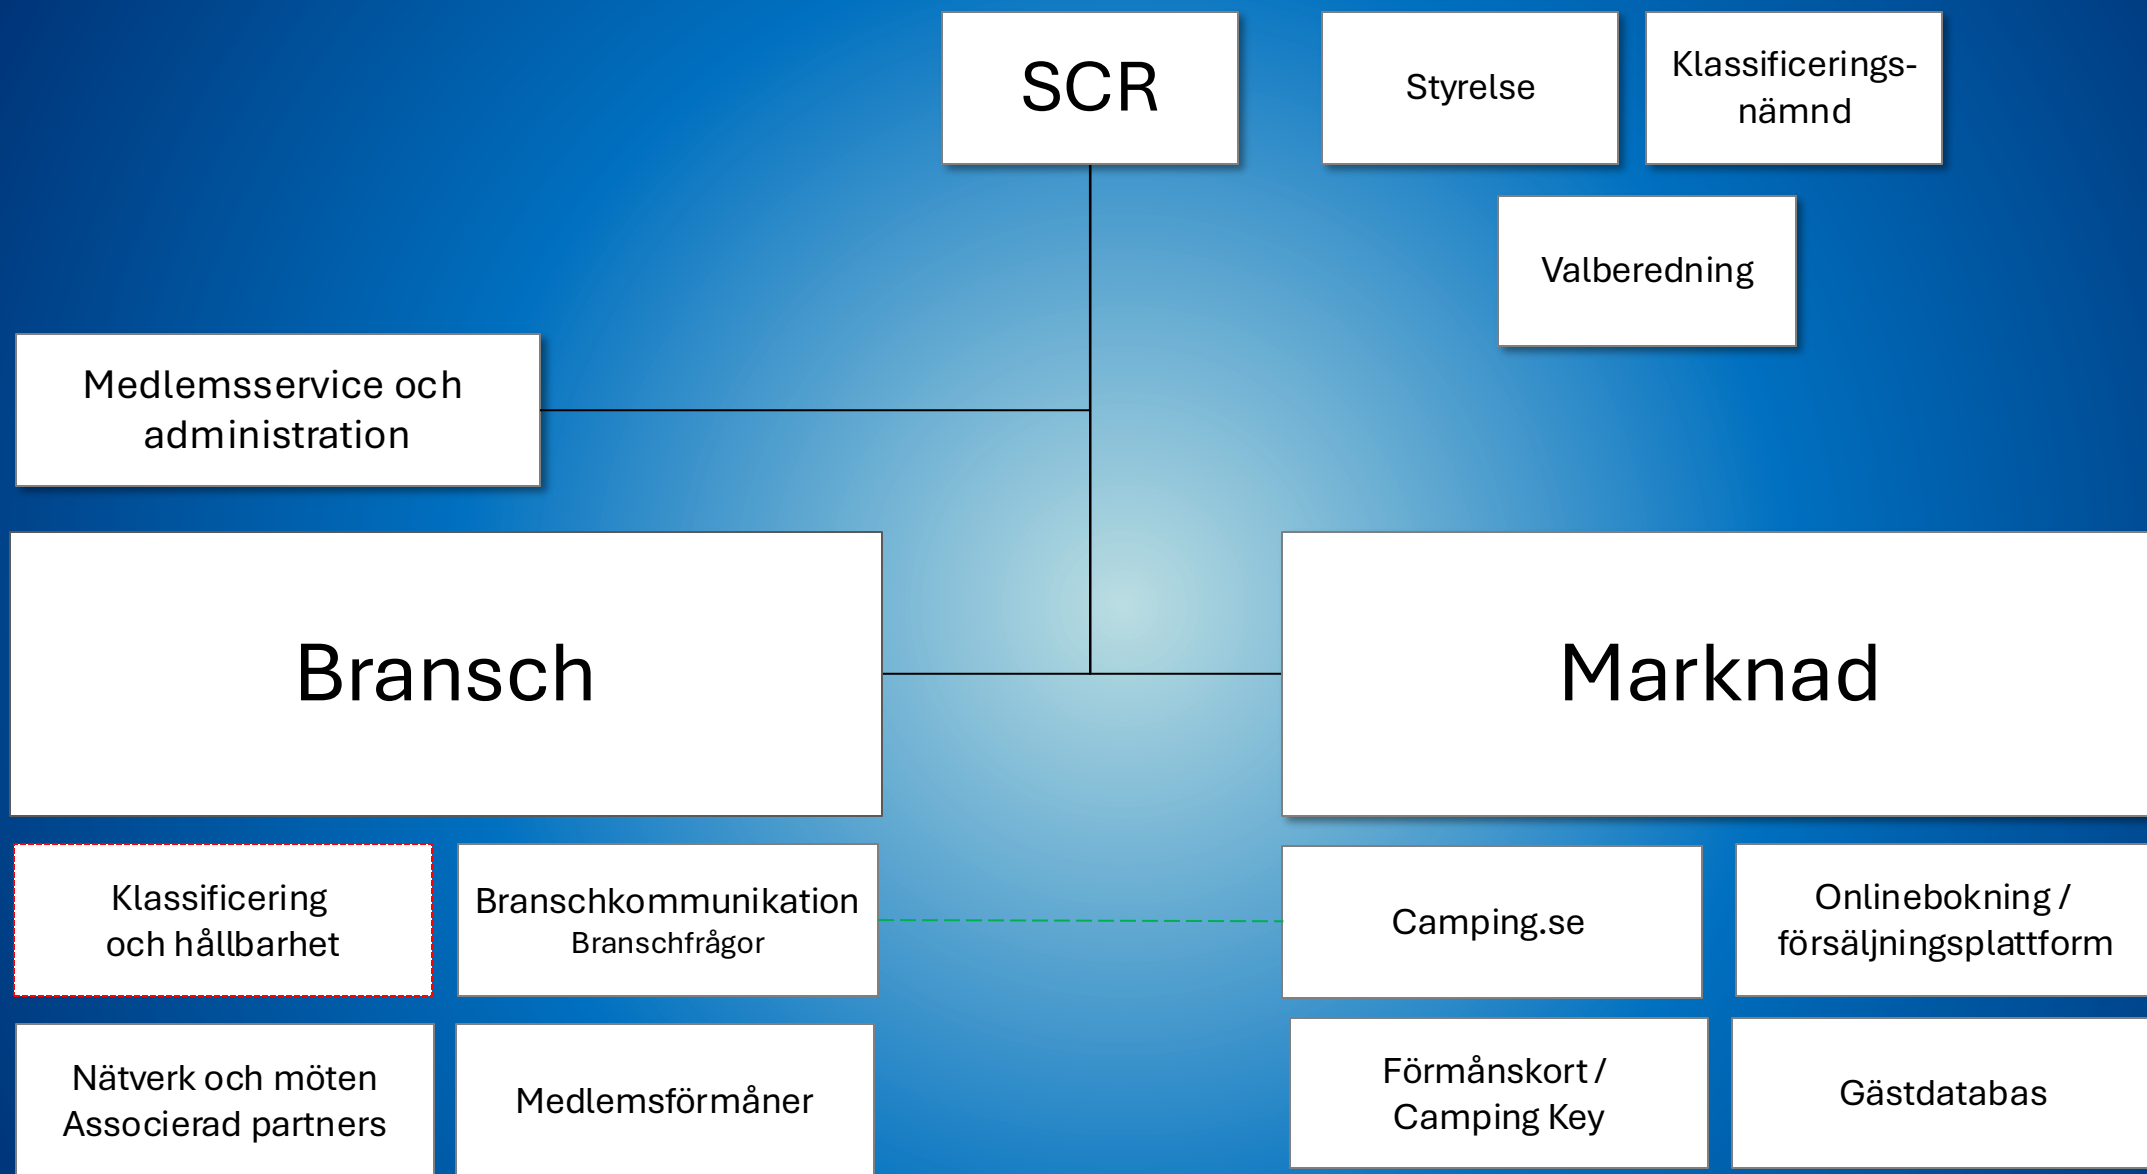 SCR
Styrelse
Klassificerings-
nämnd
Valberedning
Medlemsservice och
administration
Bransch
Marknad
Klassificering
och hållbarhet
Branschkommunikation
Branschfrågor
Camping.se
Onlinebokning /
försäljningsplattform
Nätverk och möten
Associerad partners
Medlemsförmåner
Förmånskort /
Camping Key
Gästdatabas